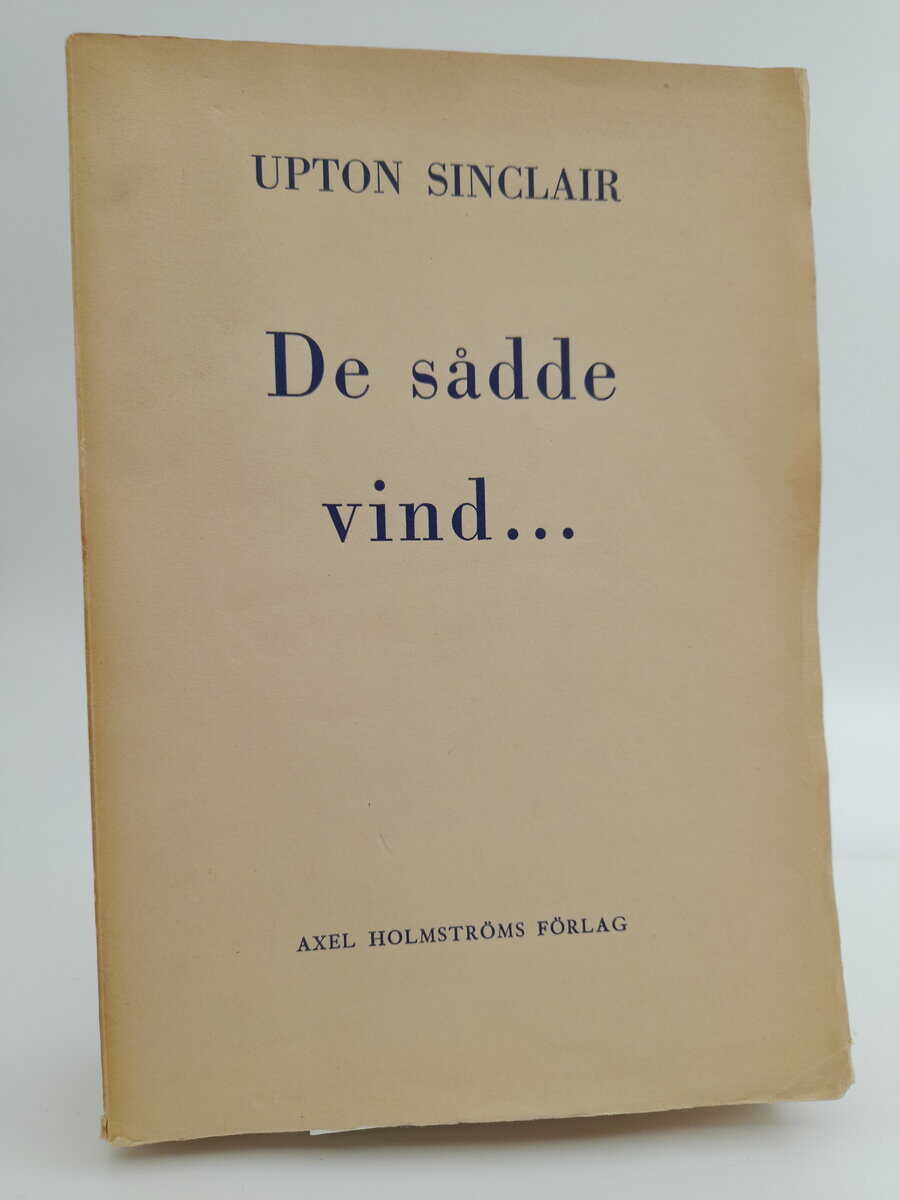 UPTON SINCLAIR
De sådde
vind...
AXEL HOLMSTRÖMS FÖRLAG